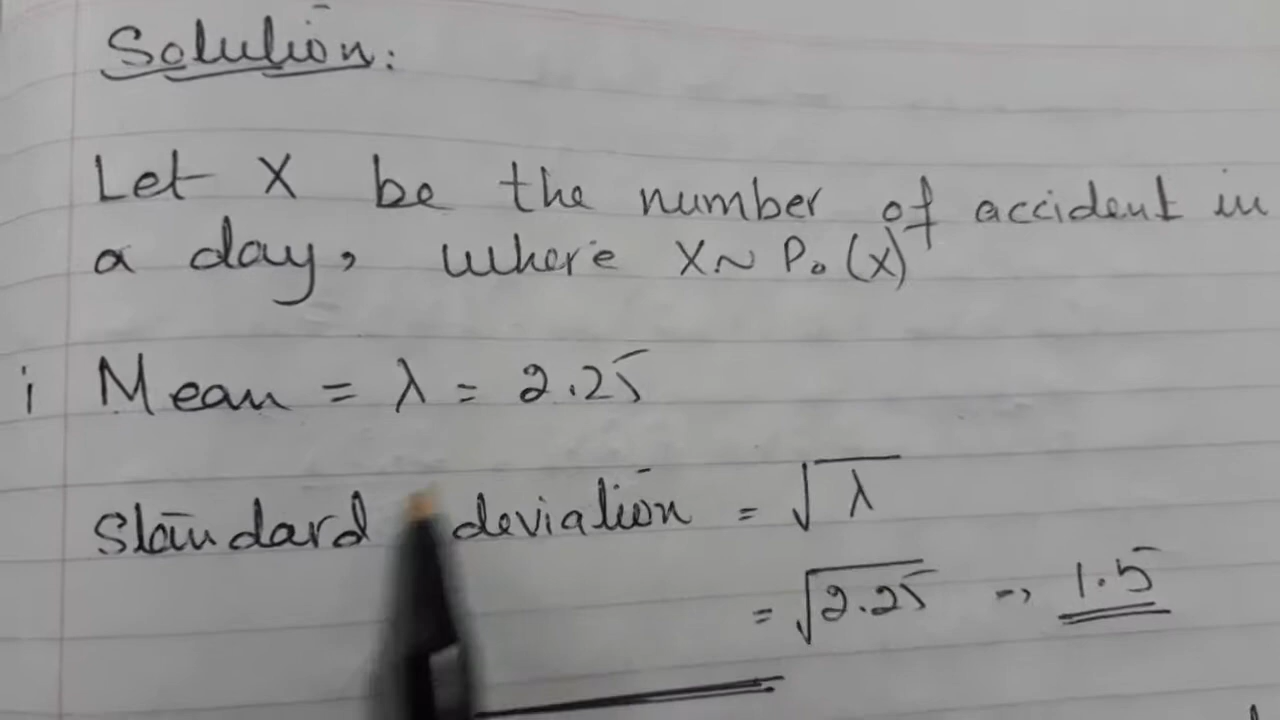 Solution:
Let X be the number of accident in
a day, where X~ Po(X)
i Mean = λ = 2.25
Standard deviation = √λ
= √2.25 → 1.5